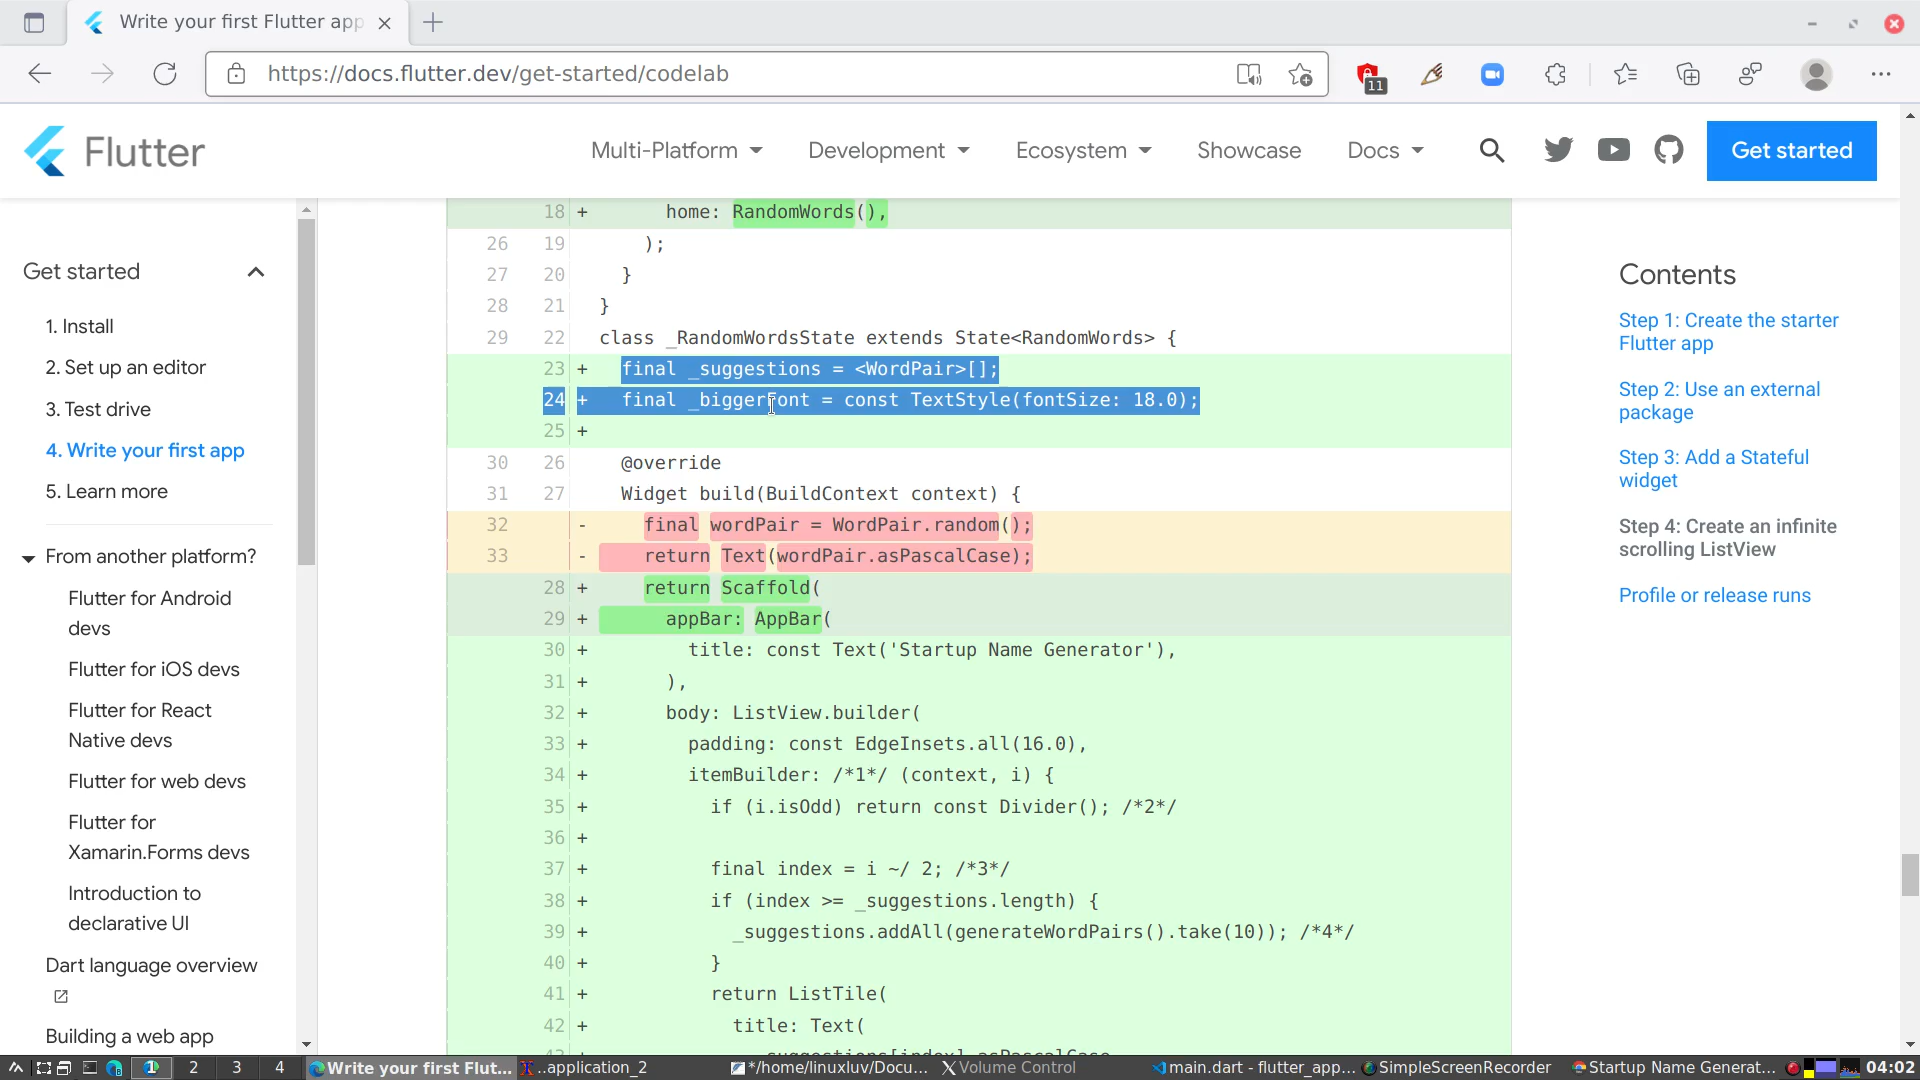 Write your first Flutter app
https://docs.flutter.dev/get-started/codelab
11
Flutter
Multi-Platform
Development
Ecosystem
Showcase
Docs
Get started
Get started
1. Install
2. Set up an editor
3. Test drive
4. Write your first app
5. Learn more
From another platform?
Flutter for Android
devs
Flutter for iOS devs
Flutter for React
Native devs
Flutter for web devs
Flutter for
Xamarin.Forms devs
Introduction to
declarative UI
Dart language overview
Building a web app
18 + home: RandomWords(),
26 19 );
27 20 }
28 21 }
29 22 class _RandomWordsState extends State<RandomWords> {
23 + final _suggestions = <WordPair>[];
24 + final _biggerFont = const TextStyle(fontSize: 18.0);
25 +
30 26 @override
31 27 Widget build(BuildContext context) {
32 - final wordPair = WordPair.random();
33 - return Text(wordPair.asPascalCase);
28 + return Scaffold(
29 + appBar: AppBar(
30 + title: const Text('Startup Name Generator'),
31 + ),
32 + body: ListView.builder(
33 + padding: const EdgeInsets.all(16.0),
34 + itemBuilder: /*1*/ (context, i) {
35 + if (i.isOdd) return const Divider(); /*2*/
36 +
37 + final index = i ~/ 2; /*3*/
38 + if (index >= _suggestions.length) {
39 + _suggestions.addAll(generateWordPairs().take(10)); /*4*/
40 + }
41 + return ListTile(
42 + title: Text(
Contents
Step 1: Create the starter
Flutter app
Step 2: Use an external
package
Step 3: Add a Stateful
widget
Step 4: Create an infinite
scrolling ListView
Profile or release runs
1 2 3 4 Write your first Flutt... ..application_2 */home/linuxluv/Docu... Volume Control main.dart - flutter_app... SimpleScreenRecorder Startup Name Generat... 04:02